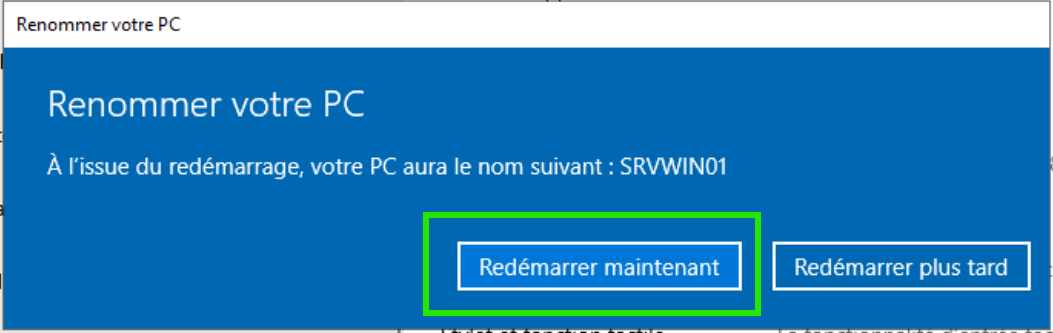 Renommer votre PC
Renommer votre PC
À l'issue du redémarrage, votre PC aura le nom suivant : SRVWIN01
Redémarrer maintenant Redémarrer plus tard